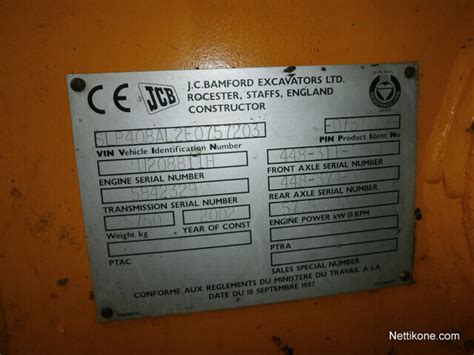 CE JCB
J.C.BAMFORD EXCAVATORS LTD.
ROCESTER, STAFFS, ENGLAND
CONSTRUCTOR
SLP408AL2E0757203
VIN Vehicle Identification Number
PIN Product Ident No
ENGINE SERIAL NUMBER
FRONT AXLE SERIAL NUMBER
5842329
TRANSMISSION SERIAL NUMBER
REAR AXLE SERIAL NUMBER
2002
Weight kg
YEAR OF CONST
ENGINE POWER kW@RPM
PTAC
PTRA
SALES SPECIAL NUMBER
CONFORME AUX REGLEMENTS DU MINISTERE DU TRAVAIL A LA
DATE DU 18 SEPTEMBRE 1987
FRENCH
Nettikone.com